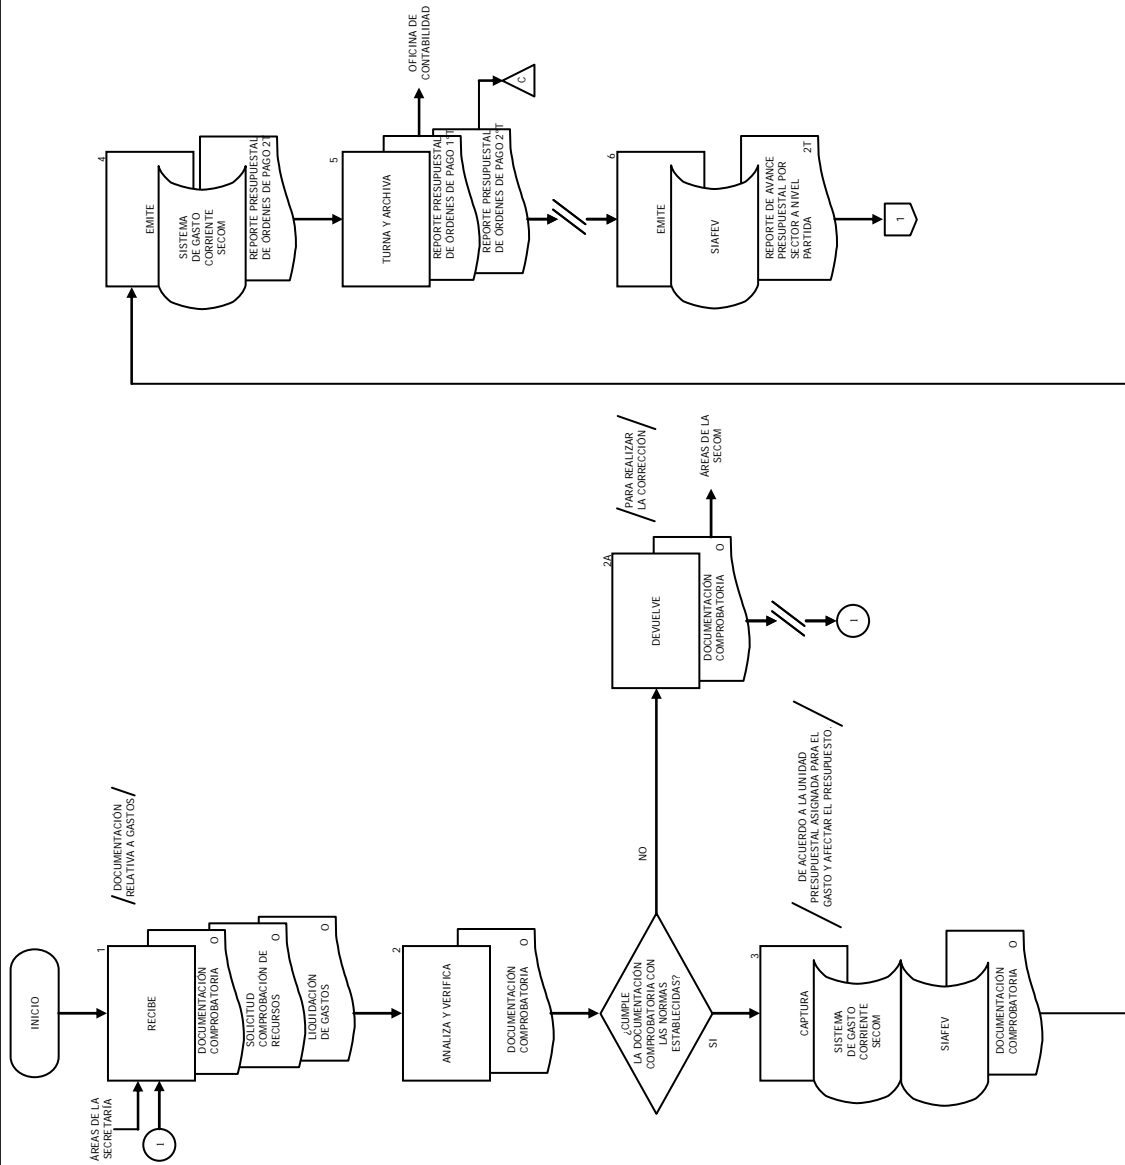 INICIO
ÁREAS DE LA
SECRETARÍA
1
1
RECIBE
DOCUMENTACIÓN
COMPROBATORIA
O
SOLICITUD
COMPROBACIÓN DE
RECURSOS
O
LIQUIDACIÓN
DE GASTOS
O
DOCUMENTACIÓN
RELATIVA A GASTOS
2
ANALIZA Y VERIFICA
DOCUMENTACIÓN
COMPROBATORIA
O
¿CUMPLE
LA DOCUMENTACIÓN
COMPROBATORIA CON
LAS NORMAS
ESTABLECIDAS?
NO
SI
2A
DEVUELVE
DOCUMENTACIÓN
COMPROBATORIA
O
PARA REALIZAR
LA CORRECCIÓN
ÁREAS DE LA
SECOM
1
3
CAPTURA
SISTEMA
DE GASTO
CORRIENTE
SECOM
SIAFEV
DOCUMENTACIÓN
COMPROBATORIA
O
DE ACUERDO A LA UNIDAD
PRESUPUESTAL ASIGNADA PARA EL
GASTO Y AFECTAR EL PRESUPUESTO.
4
EMITE
SISTEMA
DE GASTO
CORRIENTE
SECOM
REPORTE PRESUPUESTAL
DE ÓRDENES DE PAGO 2T
5
TURNA Y ARCHIVA
REPORTE PRESUPUESTAL
DE ÓRDENES DE PAGO 1°T
REPORTE PRESUPUESTAL
DE ÓRDENES DE PAGO 2°T
OFICINA DE
CONTABILIDAD
C
6
EMITE
SIAFEV
REPORTE DE AVANCE
PRESUPUESTAL POR
SECTOR A NIVEL
PARTIDA
2T
1